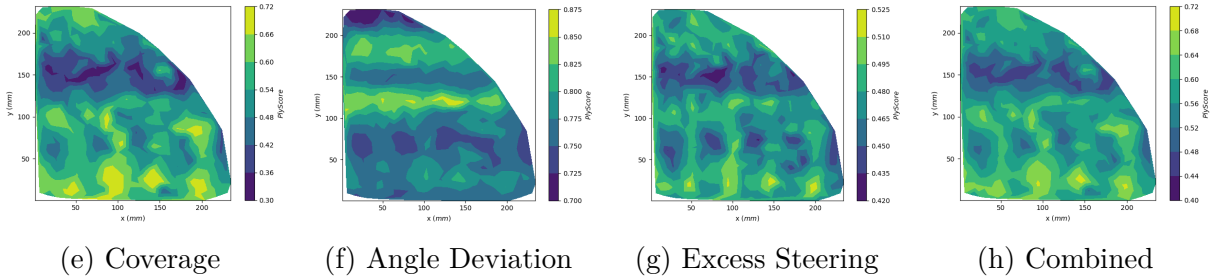 200
150
100
50
y (mm)
50 100 150 200
x (mm)
0.72
0.66
0.60
0.54
0.48
0.42
0.36
0.30
PlyScore
200
150
100
50
y (mm)
50 100 150 200
x (mm)
0.875
0.850
0.825
0.800
0.775
0.750
0.725
0.700
PlyScore
200
150
100
50
y (mm)
50 100 150 200
x (mm)
0.525
0.510
0.495
0.480
0.465
0.450
0.435
0.420
PlyScore
200
150
100
50
y (mm)
50 100 150 200
x (mm)
0.72
0.68
0.64
0.60
0.56
0.52
0.48
0.44
0.40
PlyScore
(e) Coverage
(f) Angle Deviation
(g) Excess Steering
(h) Combined